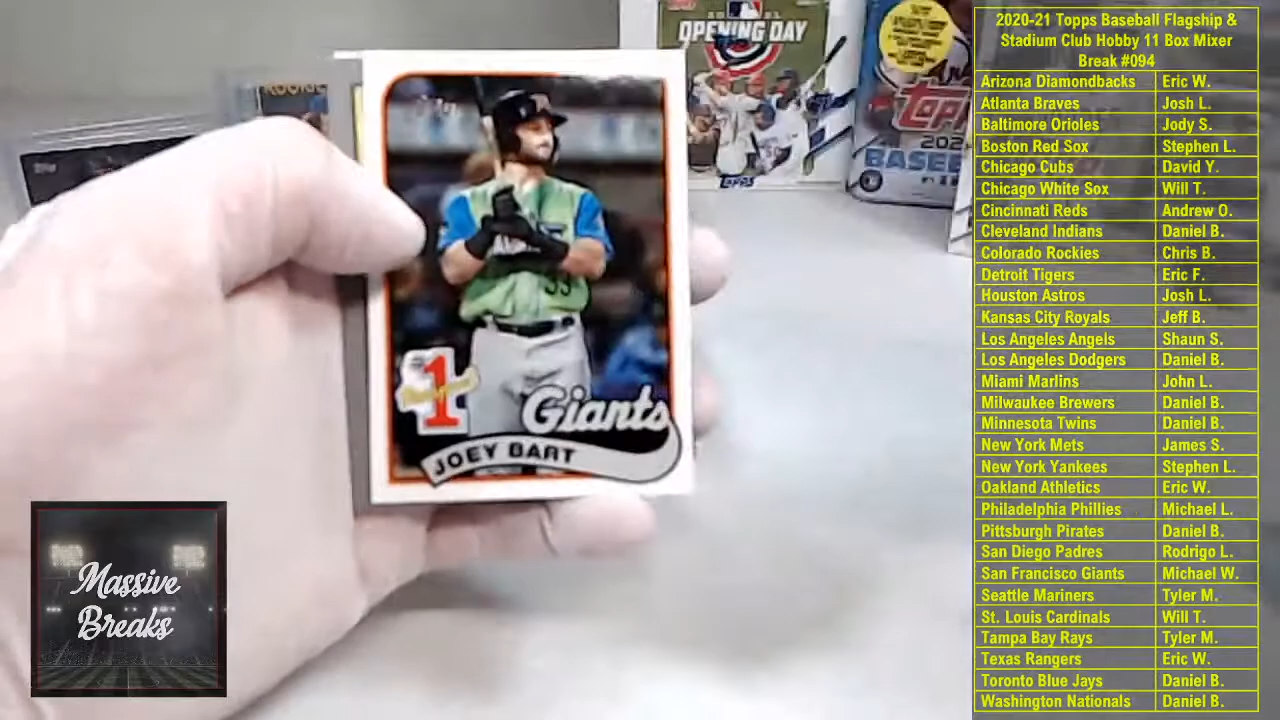 OPENING DAY
TOPPS
BASEB
2021
ROOKIE
1
Giants
JOEY BART
33
Massive
Breaks
2020-21 Topps Baseball Flagship &
Stadium Club Hobby 11 Box Mixer
Break #094
Arizona Diamondbacks Eric W.
Atlanta Braves Josh L.
Baltimore Orioles Jody S.
Boston Red Sox Stephen L.
Chicago Cubs David Y.
Chicago White Sox Will T.
Cincinnati Reds Andrew O.
Cleveland Indians Daniel B.
Colorado Rockies Chris B.
Detroit Tigers Eric F.
Houston Astros Josh L.
Kansas City Royals Jeff B.
Los Angeles Angels Shaun S.
Los Angeles Dodgers Daniel B.
Miami Marlins John L.
Milwaukee Brewers Daniel B.
Minnesota Twins Daniel B.
New York Mets James S.
New York Yankees Stephen L.
Oakland Athletics Eric W.
Philadelphia Phillies Michael L.
Pittsburgh Pirates Daniel B.
San Diego Padres Rodrigo L.
San Francisco Giants Michael W.
Seattle Mariners Tyler M.
St. Louis Cardinals Will T.
Tampa Bay Rays Tyler M.
Texas Rangers Eric W.
Toronto Blue Jays Daniel B.
Washington Nationals Daniel B.